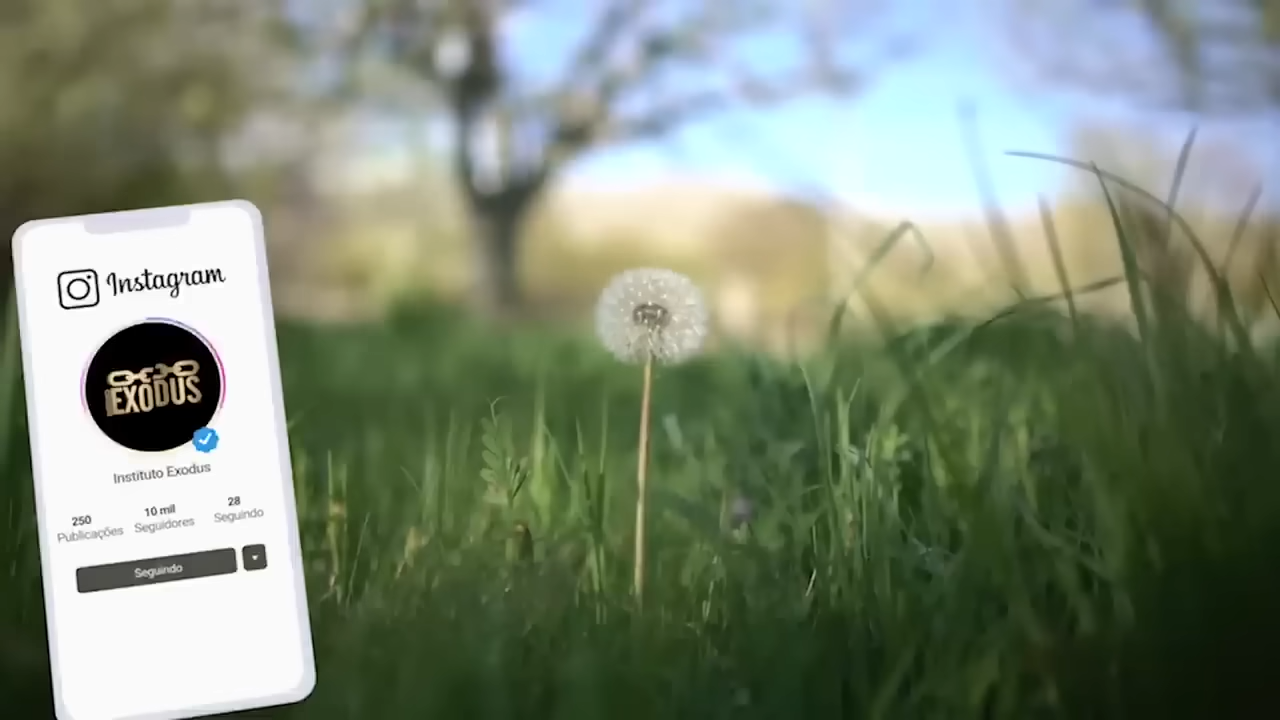 Instagram
EXODUS
Instituto Exodus
250
Publicações
10 mil
Seguidores
28
Seguindo
Seguindo